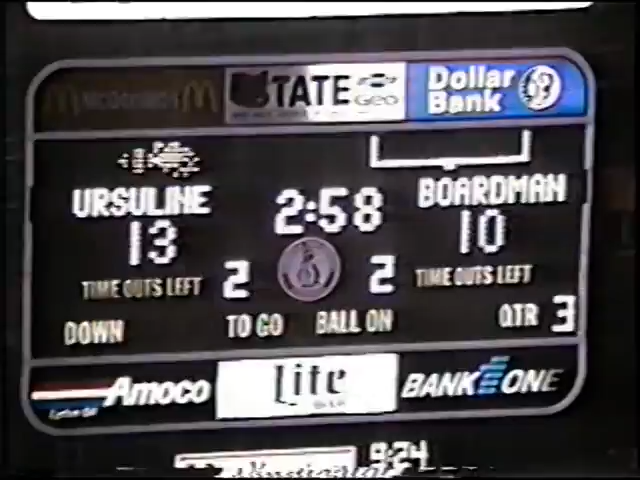 McDonald's TATE Geo Dollar Bank
URSULINE 2:58 BOARDMAN
13 10
TIME OUTS LEFT 2 2 TIME OUTS LEFT
DOWN TO GO BALL ON QTR 3
Amoco Lite BEER BANK ONE
9:24